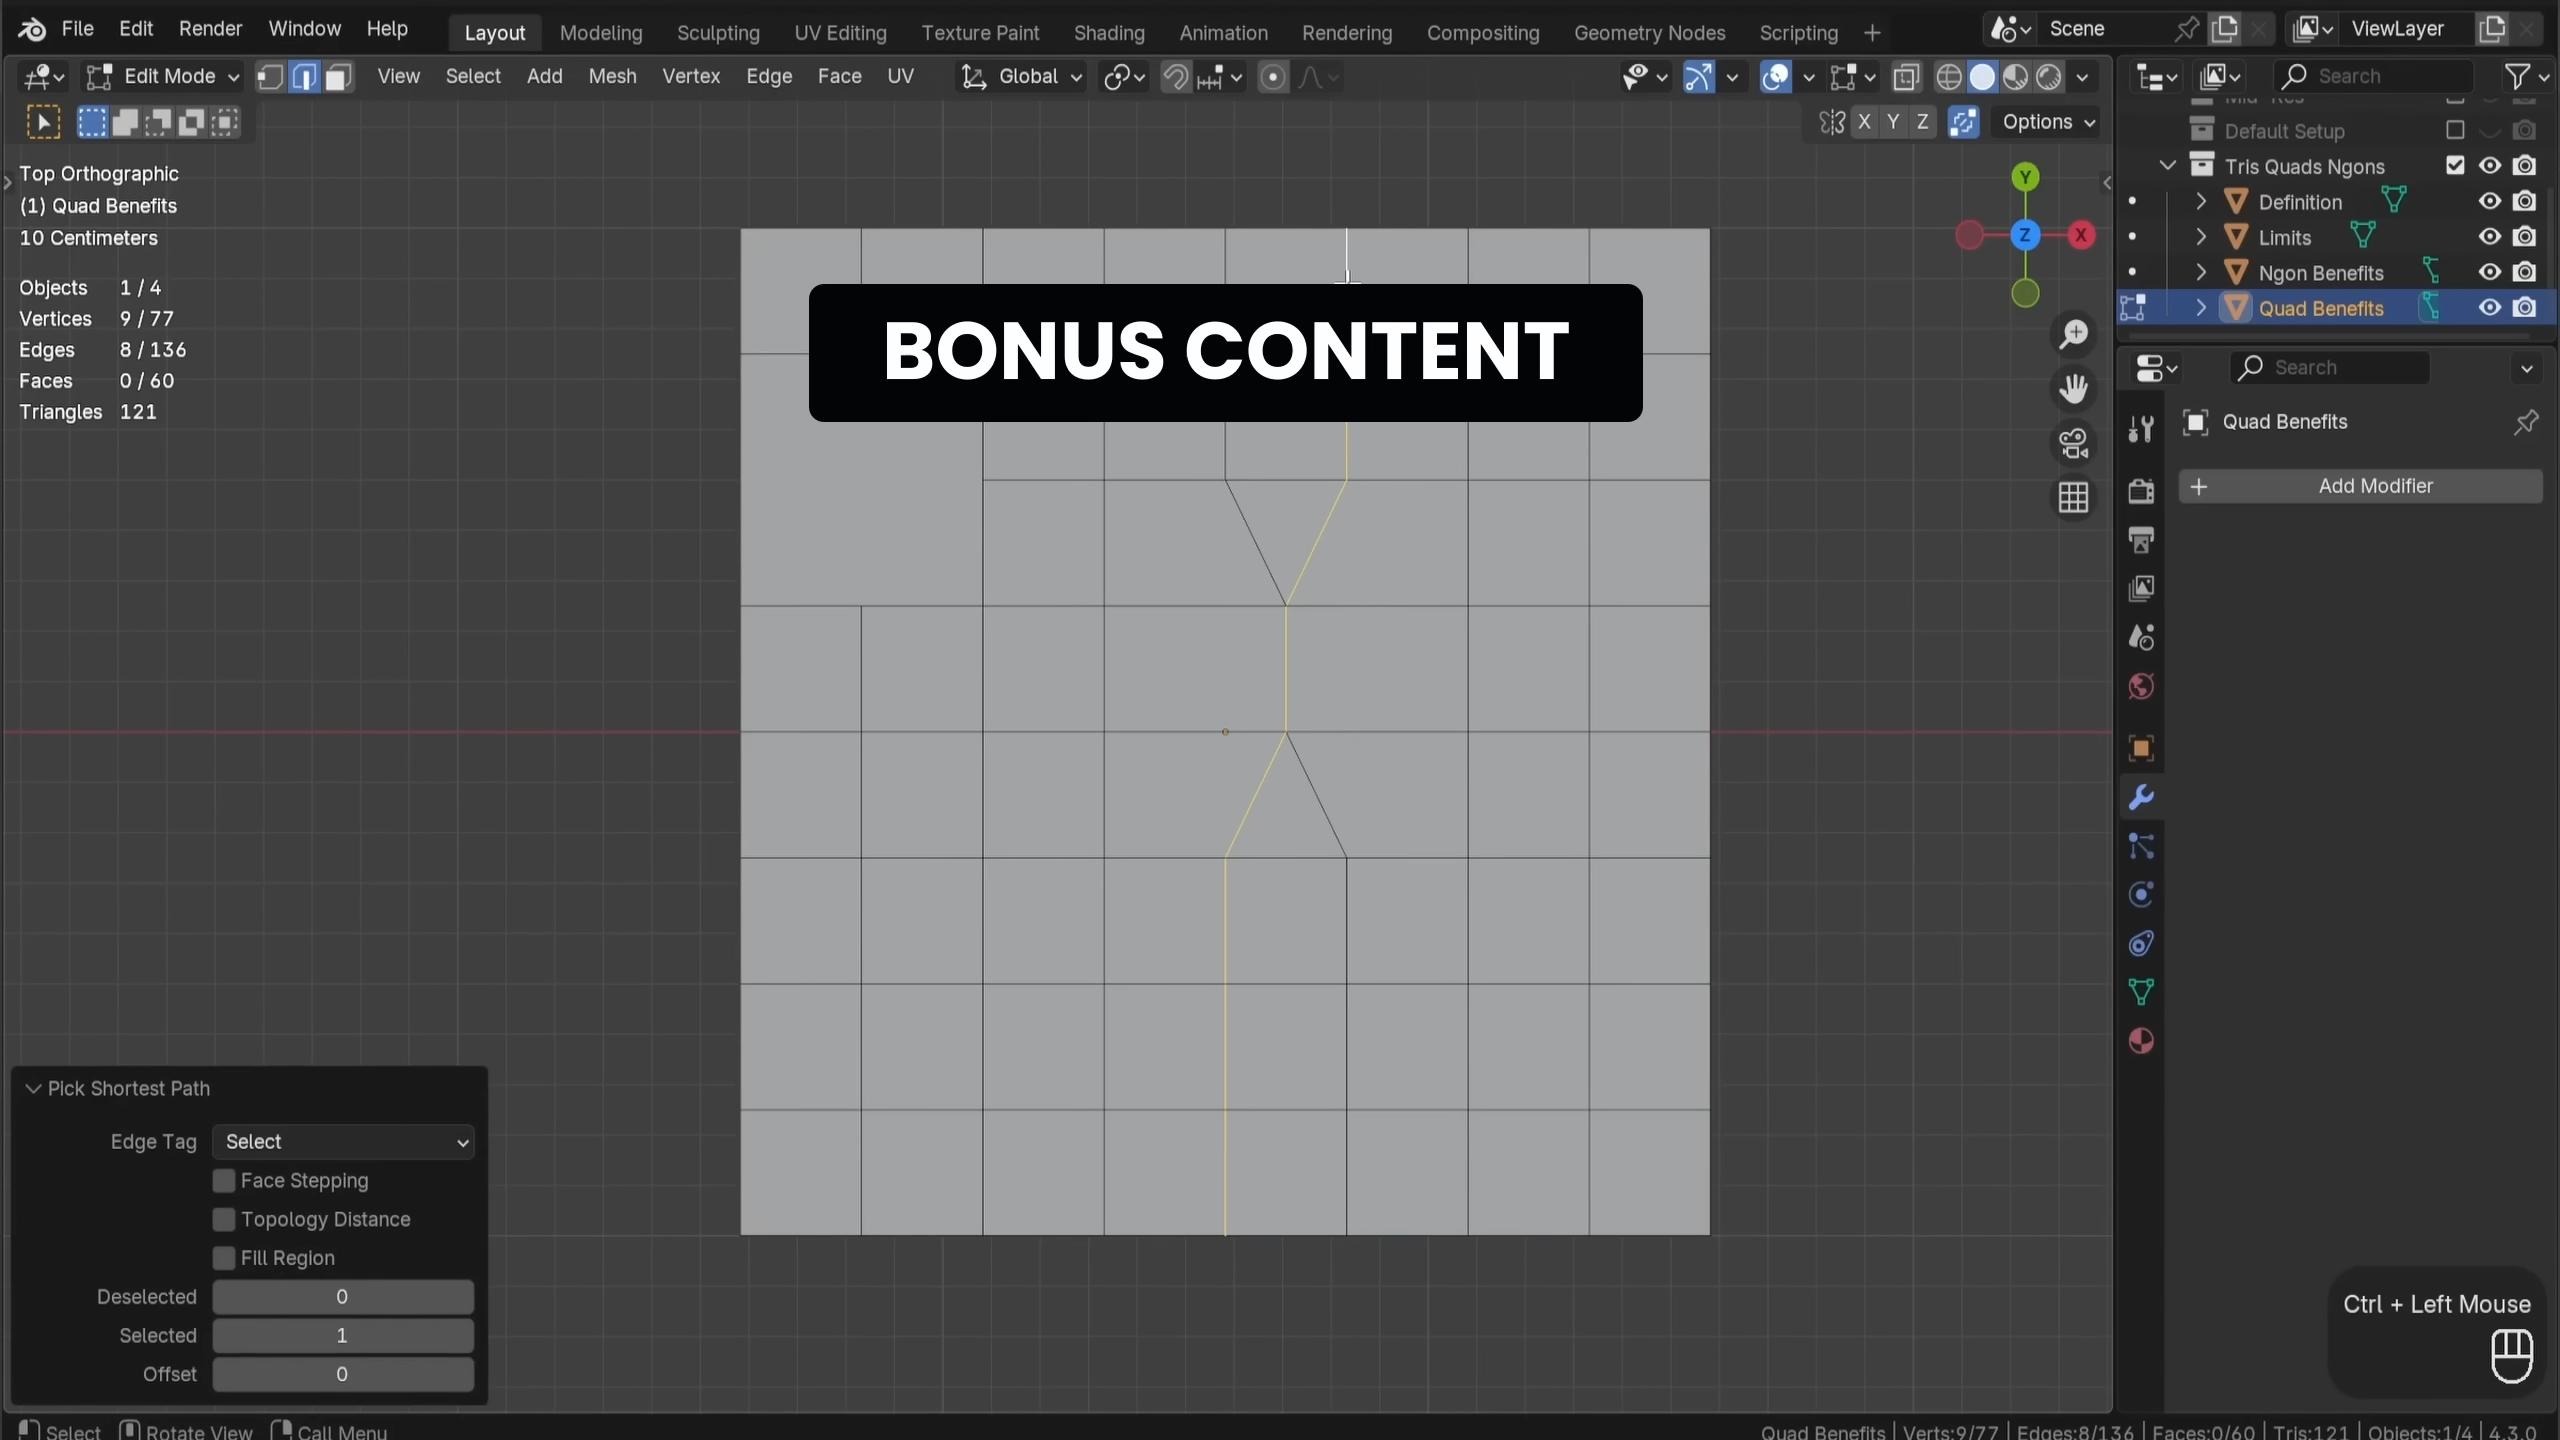 File Edit Render Window Help Layout Modeling Sculpting UV Editing Texture Paint Shading Animation Rendering Compositing Geometry Nodes Scripting + Scene ViewLayer
Edit Mode View Select Add Mesh Vertex Edge Face UV Global Search
X Y Z Options
Default Setup
Tris Quads Ngons
Definition
Limits
Ngon Benefits
Quad Benefits
Top Orthographic
(1) Quad Benefits
10 Centimeters
Objects 1 / 4
Vertices 9 / 77
Edges 8 / 136
Faces 0 / 60
Triangles 121
Y
Z X
BONUS CONTENT
Search
Quad Benefits
+ Add Modifier
Pick Shortest Path
Edge Tag Select
Face Stepping
Topology Distance
Fill Region
Deselected 0
Selected 1
Offset 0
Ctrl + Left Mouse
Select Rotate View Call Menu
Quad Benefits | Verts:9/77 | Edges:8/136 | Faces:0/60 | Tris:121 | Objects:1/4 | 4.3.0